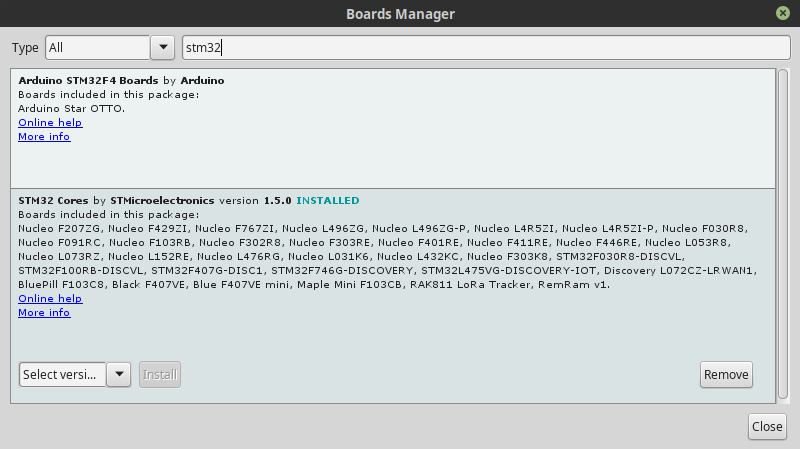 Boards Manager
Type All stm32
Arduino STM32F4 Boards by Arduino
Boards included in this package:
Arduino Star OTTO.
Online help
More info
STM32 Cores by STMicroelectronics version 1.5.0 INSTALLED
Boards included in this package:
Nucleo F207ZG, Nucleo F429ZI, Nucleo F767ZI, Nucleo L496ZG, Nucleo L496ZG-P, Nucleo L4R5ZI, Nucleo L4R5ZI-P, Nucleo F030R8,
Nucleo F091RC, Nucleo F103RB, Nucleo F302R8, Nucleo F303RE, Nucleo F401RE, Nucleo F411RE, Nucleo F446RE, Nucleo L053R8,
Nucleo L073RZ, Nucleo L152RE, Nucleo L476RG, Nucleo L031K6, Nucleo L432KC, Nucleo F303K8, STM32F030R8-DISCVL,
STM32F100RB-DISCVL, STM32F407G-DISC1, STM32F746G-DISCOVERY, STM32L475VG-DISCOVERY-IOT, Discovery L072CZ-LRWAN1,
BluePill F103C8, Black F407VE, Blue F407VE mini, Maple Mini F103CB, RAK811 LoRa Tracker, RemRam v1.
Online help
More info
Select versi... Install Remove
Close